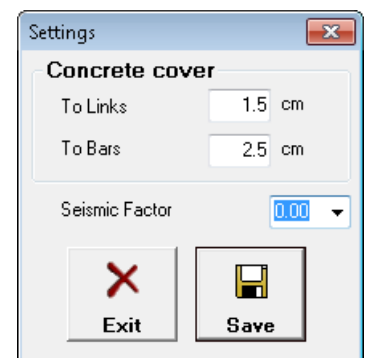 Settings
Concrete cover
To Links 1.5 cm
To Bars 2.5 cm
Seismic Factor 0.00
Exit Save